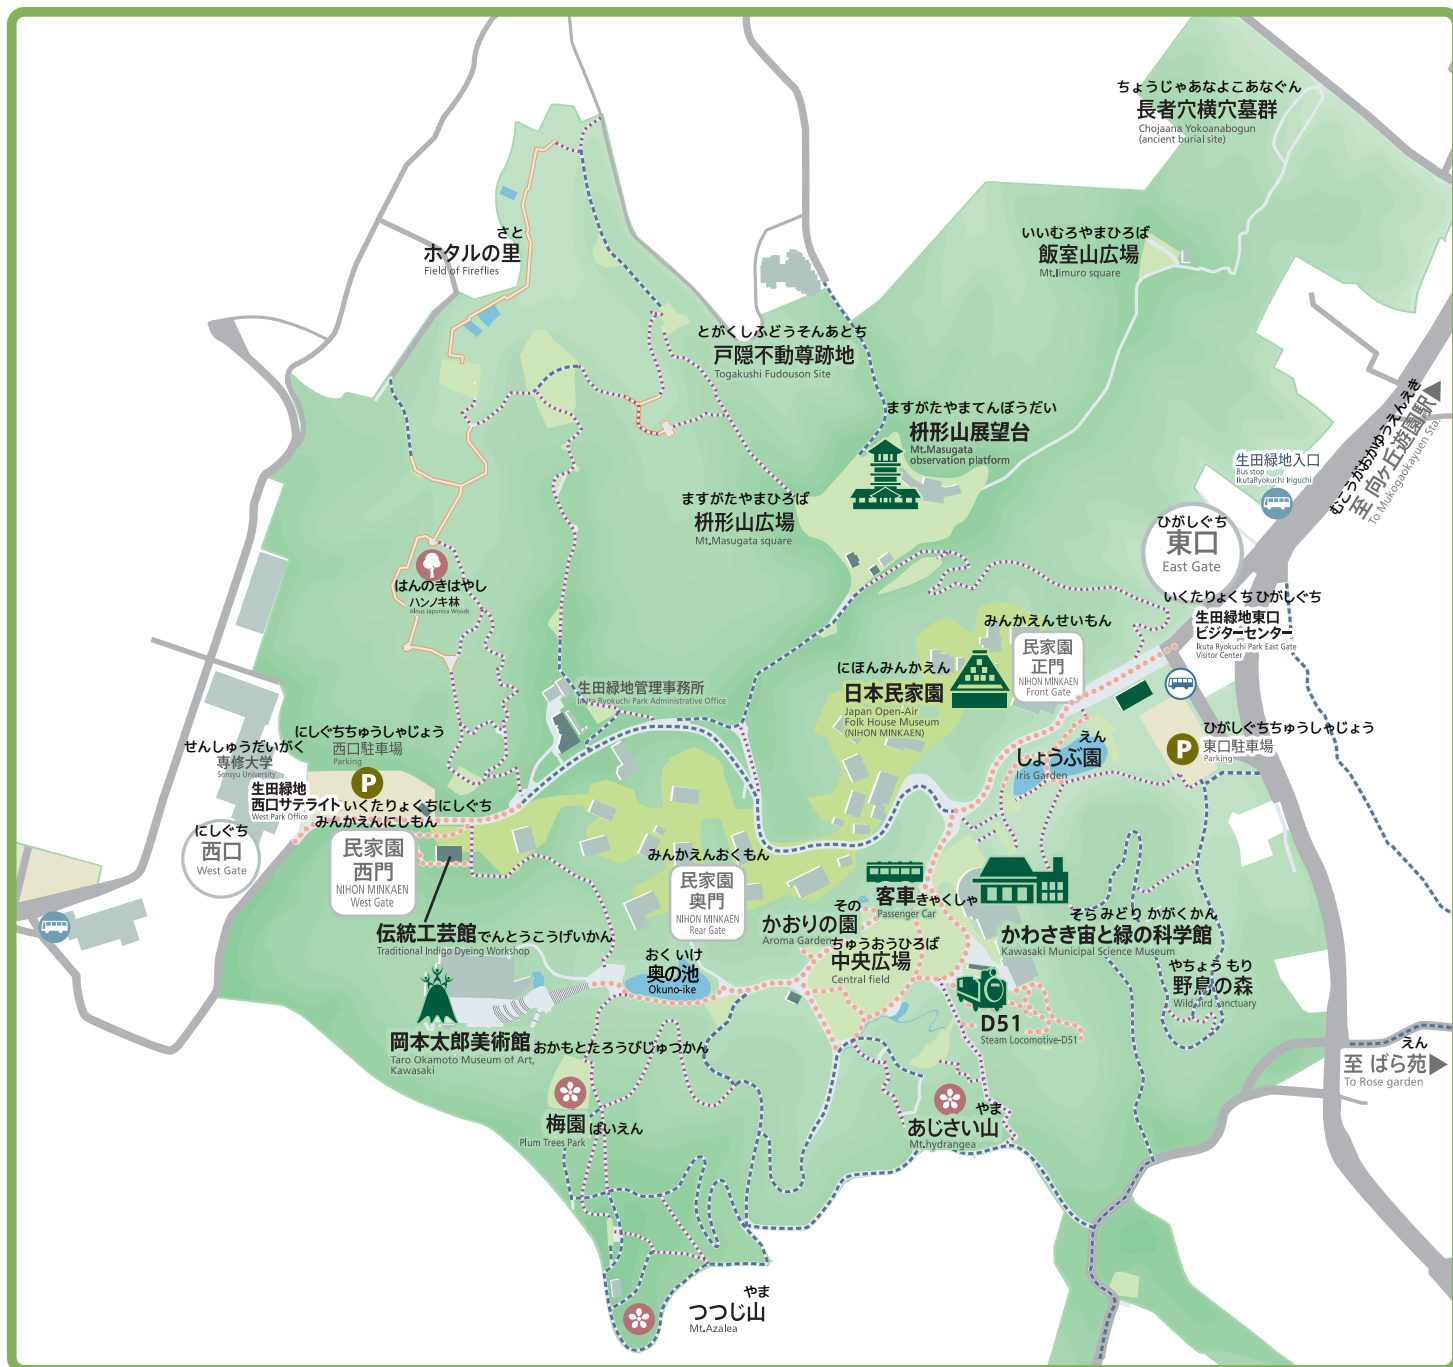 ちょうじゃあなよこあなぐん
長者穴横穴墓群
Chojaana Yokoanabogun
(ancient burial site)
さと
ホタルの里
Field of Fireflies
いいむろやまひろば
飯室山広場
Mt.Iimuro square
L
とがくしふどうそんあとち
戸隠不動尊跡地
Togakushi Fudouson Site
ますがたやまてんぼうだい
枡形山展望台
Mt.Masugata
observation platform
むこうがおかゆうえんえき
至 向ヶ丘遊園駅
To Mukogaokayuen Sta.
生田緑地入口
Bus stop
IkutaRyokuchi Iriguchi
ますがたやまひろば
枡形山広場
Mt.Masugata square
ひがしぐち
東口
East Gate
はんのきはやし
ハンノキ林
Alnus Japonica Woods
いくたりょくち ひがしぐち
生田緑地東口
ビジターセンター
Ikuta Ryokuchi Park East Gate
Visitor Center
みんかえんせいもん
民家園
正門
NIHON MINKAEN
Front Gate
にほんみんかえん
日本民家園
Japan Open-Air
Folk House Museum
(NIHON MINKAEN)
生田緑地管理事務所
Ikuta Ryokuchi Park Administrative Office
にしぐちちゅうしゃじょう
西口駐車場
Parking
P
せんしゅうだいがく
専修大学
Sensyu University
えん
しょうぶ園
Iris Garden
ひがしぐちちゅうしゃじょう
東口駐車場
Parking
P
生田緑地
西口サテライト いくたりょくちにしぐち
West Park Office
みんかえんにしもん
民家園
西門
NIHON MINKAEN
West Gate
にしぐち
西口
West Gate
みんかえんおくもん
民家園
奥門
NIHON MINKAEN
Rear Gate
客車 きゃくしゃ
Passenger Car
その
かおりの園
Aroma Garden
ちゅうおうひろば
中央広場
Central field
そら みどり かがくかん
かわさき宙と緑の科学館
Kawasaki Municipal Science Museum
伝統工芸館 でんとうこうげいかん
Traditional Indigo Dyeing Workshop
おく いけ
奥の池
Okuno-ike
やちょう もり
野鳥の森
Wild bird sanctuary
D51
Steam Locomotive-D51
岡本太郎美術館 おかもとたろうびじゅつかん
Taro Okamoto Museum of Art,
Kawasaki
えん
至 ばら苑
To Rose garden
梅園 ばいえん
Plum Trees Park
やま
あじさい山
Mt.hydrangea
やま
つつじ山
Mt.Azalea